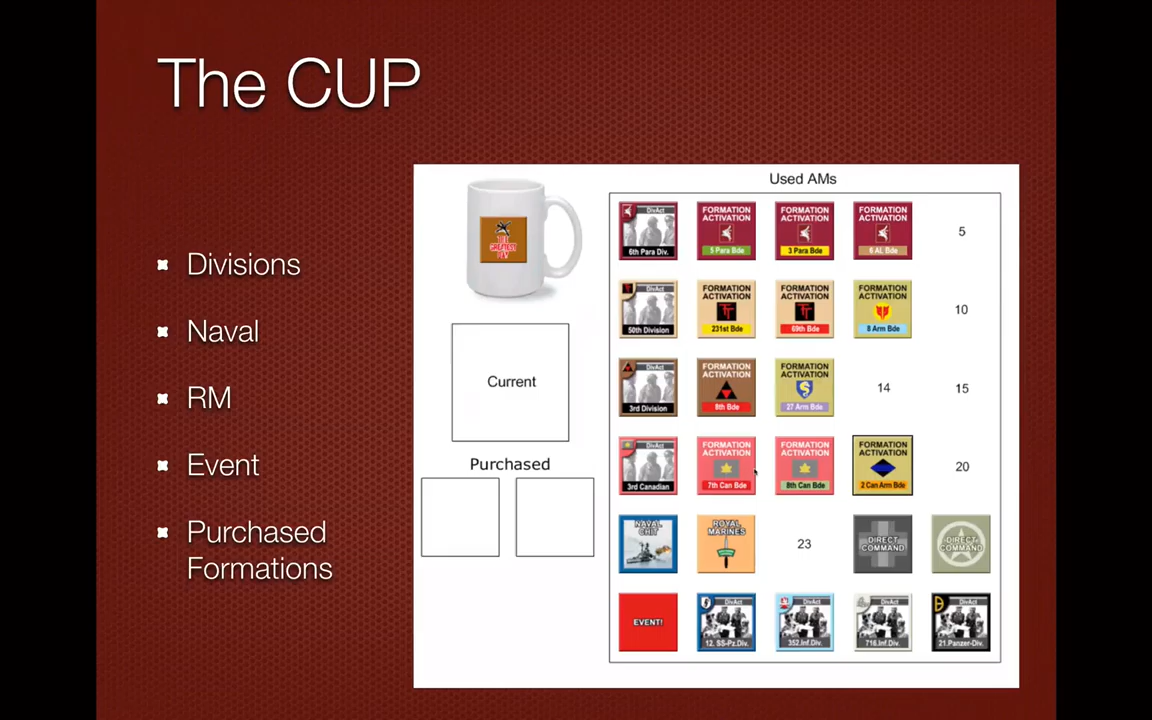 The CUP
Divisions
Naval
RM
Event
Purchased
Formations
THE
GREATEST
DAY
Current
Purchased
Used AMs
DivAct
6th Para Div.
FORMATION
ACTIVATION
5 Para Bde
FORMATION
ACTIVATION
3 Para Bde
FORMATION
ACTIVATION
6 AL Bde
5
DivAct
50th Division
FORMATION
ACTIVATION
TT
231st Bde
FORMATION
ACTIVATION
TT
69th Bde
FORMATION
ACTIVATION
8 Arm Bde
10
DivAct
3rd Division
FORMATION
ACTIVATION
8th Bde
FORMATION
ACTIVATION
27 Arm Bde
14
15
DivAct
3rd Canadian
FORMATION
ACTIVATION
7th Can Bde
FORMATION
ACTIVATION
8th Can Bde
FORMATION
ACTIVATION
2 Can Arm Bde
20
NAVAL
CHIT
ROYAL
MARINES
23
DIRECT
COMMAND
DIRECT
COMMAND
EVENT!
DivAct
12. SS-Pz.Div.
DivAct
352.Inf.Div.
DivAct
716.Inf.Div.
DivAct
21.Panzer-Div.